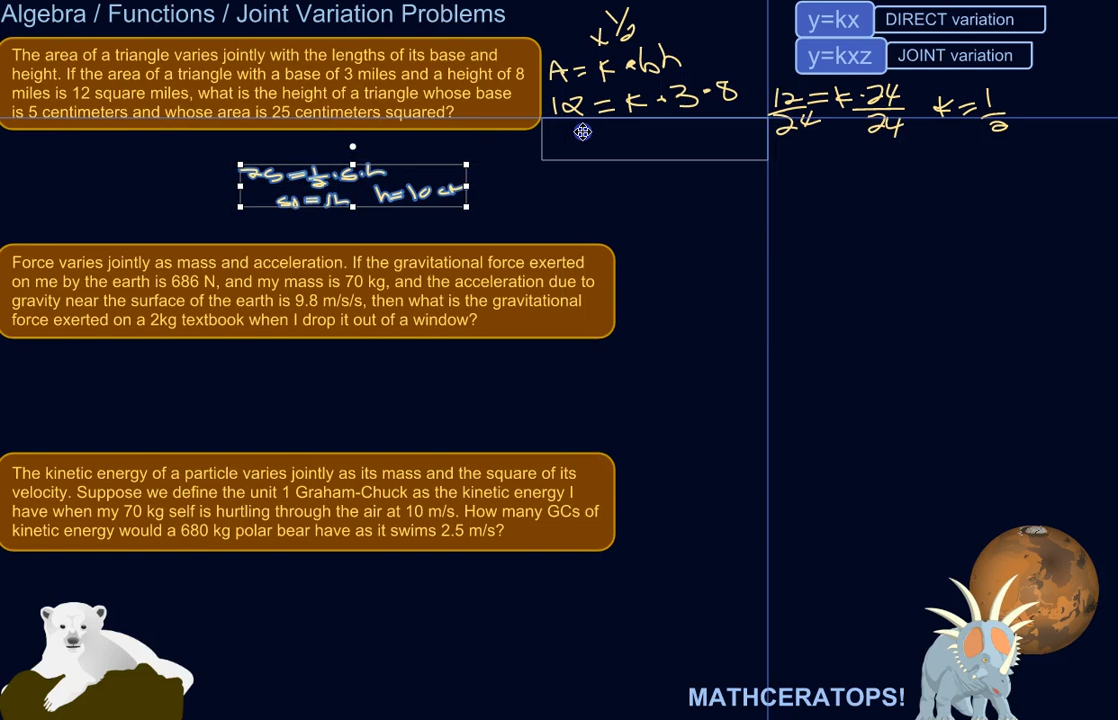 Algebra / Functions / Joint Variation Problems
y=kx DIRECT variation
y=kxz JOINT variation
The area of a triangle varies jointly with the lengths of its base and
height. If the area of a triangle with a base of 3 miles and a height of 8
miles is 12 square miles, what is the height of a triangle whose base
is 5 centimeters and whose area is 25 centimeters squared?
A = k * bh
12 = k * 3 * 8
12/24 = k * 24/24
k = 1/2
25 = 1/2 * 5 * h
50 = 5h h = 10 cm
Force varies jointly as mass and acceleration. If the gravitational force exerted
on me by the earth is 686 N, and my mass is 70 kg, and the acceleration due to
gravity near the surface of the earth is 9.8 m/s/s, then what is the gravitational
force exerted on a 2kg textbook when I drop it out of a window?
The kinetic energy of a particle varies jointly as its mass and the square of its
velocity. Suppose we define the unit 1 Graham-Chuck as the kinetic energy I
have when my 70 kg self is hurtling through the air at 10 m/s. How many GCs of
kinetic energy would a 680 kg polar bear have as it swims 2.5 m/s?
MATHCERATOPS!